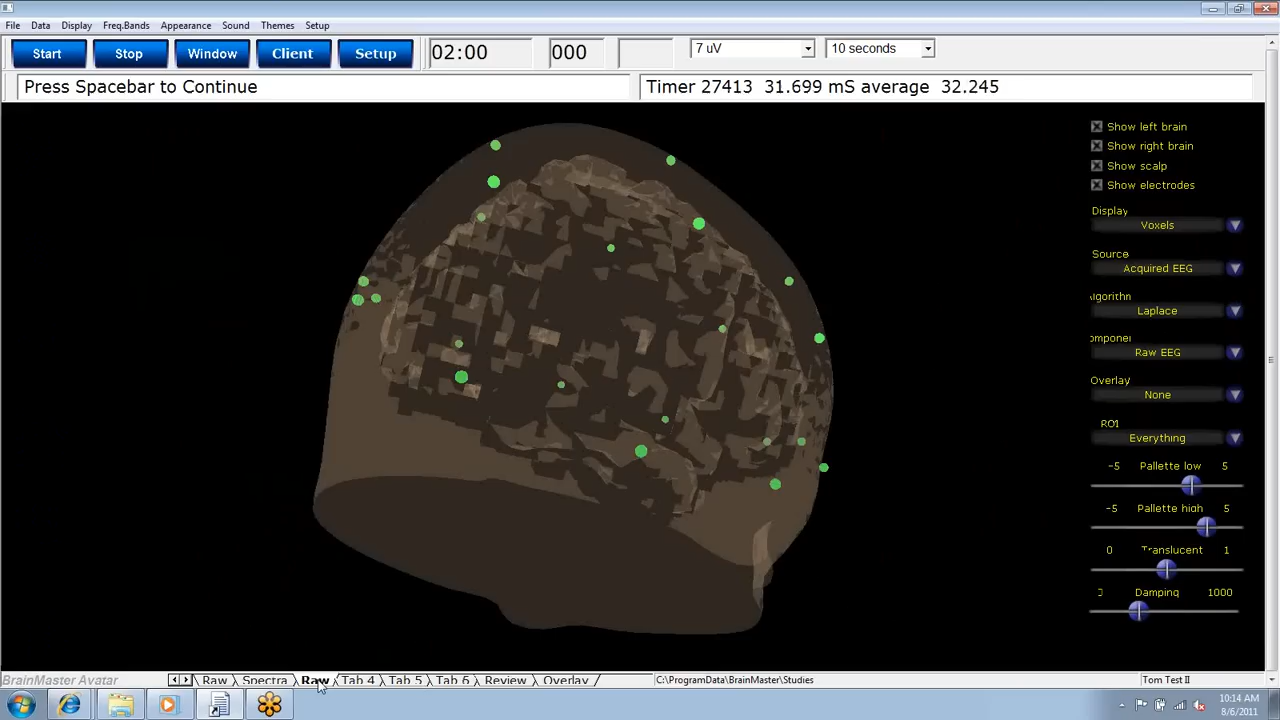 File Data Display Freq.Bands Appearance Sound Themes Setup
Start Stop Window Client Setup 02:00 000 7 uV 10 seconds
Press Spacebar to Continue Timer 27413 31.699 mS average 32.245
Show left brain
Show right brain
Show scalp
Show electrodes
Display
Voxels
Source
Acquired EEG
Algorithm
Laplace
omponen
Raw EEG
Overlay
None
ROI
Everything
-5 Pallette low 5
-5 Pallette high 5
0 Translucent 1
Damping 1000
BrainMaster Avatar Raw Spectra Raw Tab 4 Tab 5 Tab 6 Review Overlay C:\ProgramData\BrainMaster\Studies Tom Test II
10:14 AM
8/6/2011